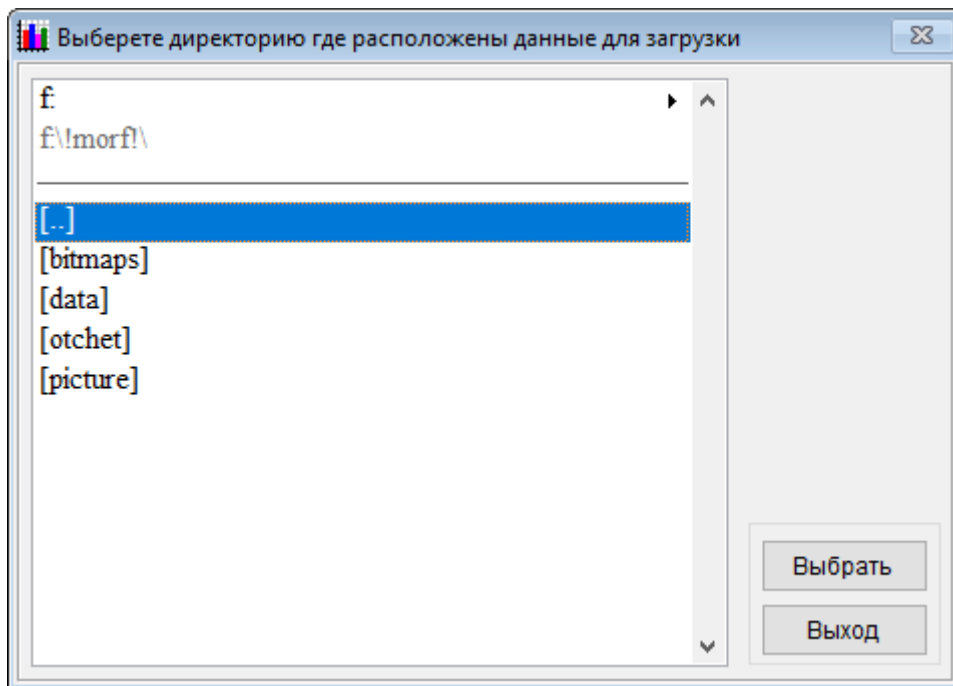 Выберете директорию где расположены данные для загрузки
f:
f:\!morf!\
[..]
[bitmaps]
[data]
[otchet]
[picture]
Выбрать
Выход